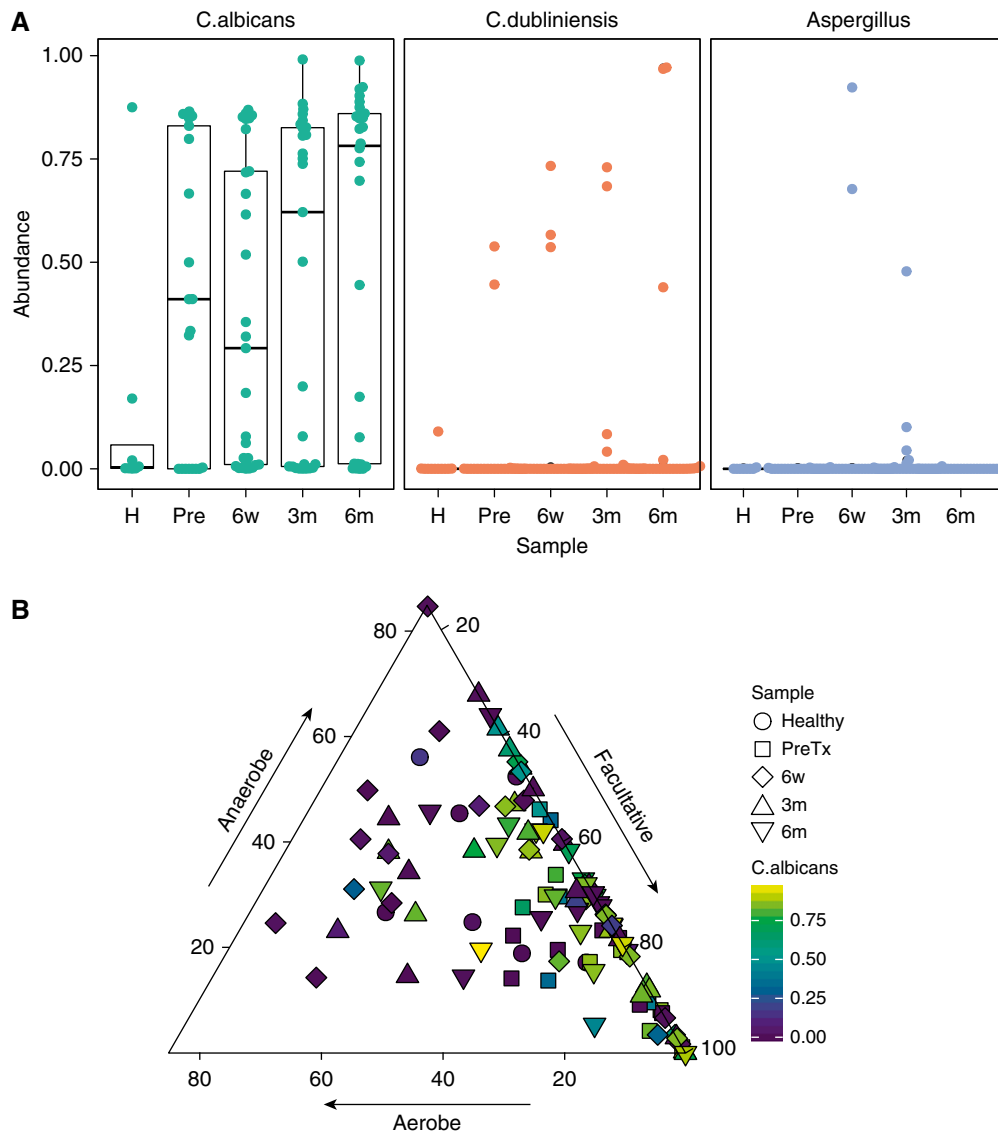 A
C.albicans C.dubliniensis Aspergillus
1.00
0.75
0.50
0.25
0.00
Abundance
H Pre 6w 3m 6m H Pre 6w 3m 6m H Pre 6w 3m 6m
Sample
B
80 20
60 40
40 60
20 80
100
80 60 40 20
Anaerobe
Facultative
Aerobe
Sample
Healthy
PreTx
6w
3m
6m
C.albicans
0.75
0.50
0.25
0.00